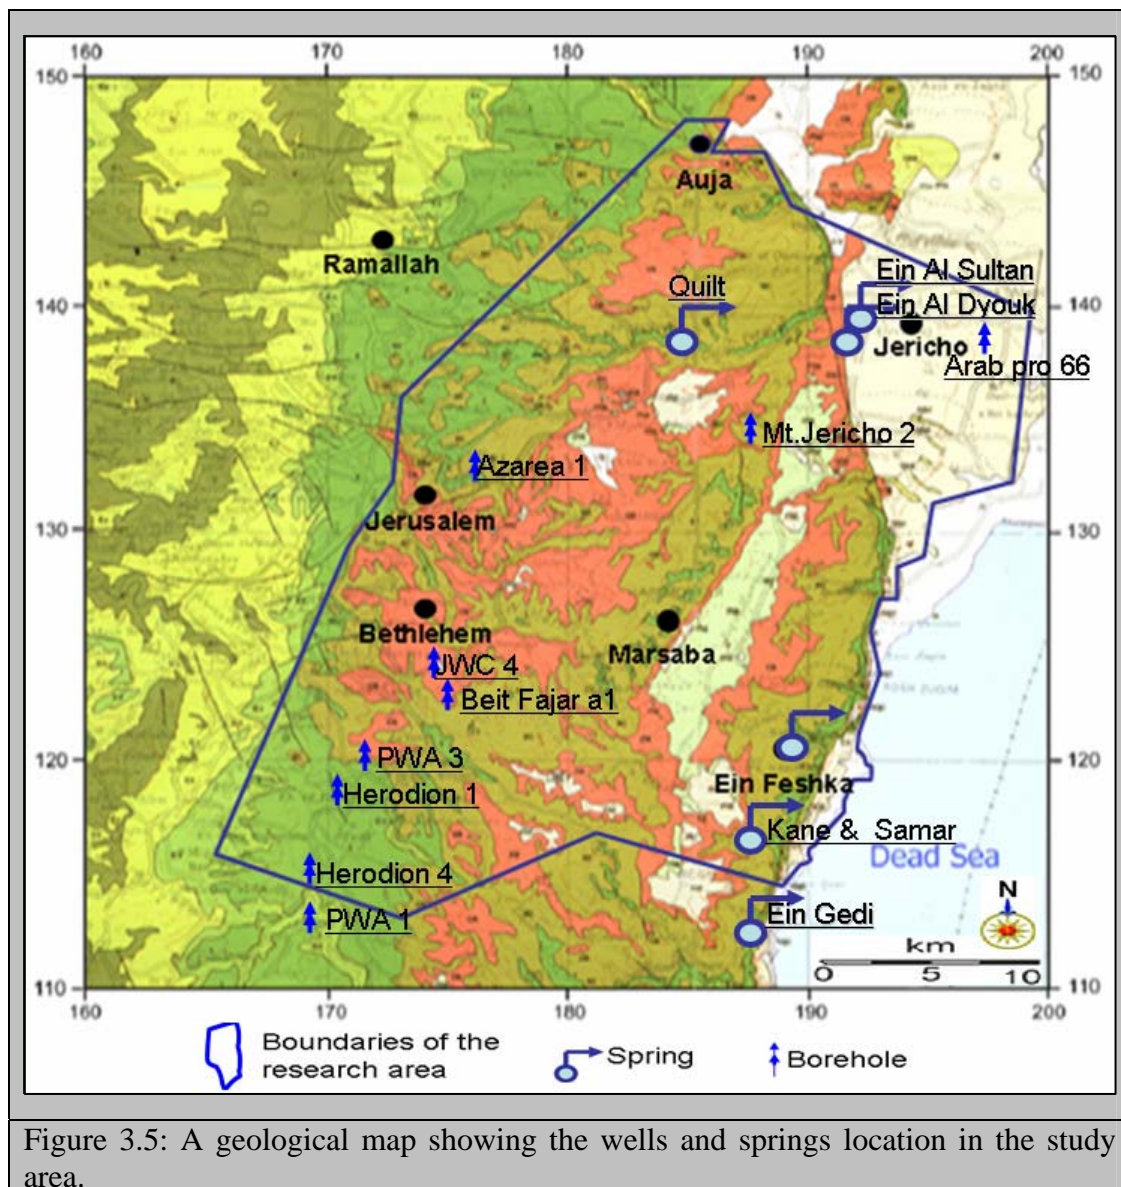 160 170 180 190 200
150 150
Auja
Ramallah
Ein Al Sultan
Quilt
140 Ein Al Dyouk 140
Jericho
Arab pro 66
Mt.Jericho 2
Azarea 1
Jerusalem
130 130
Bethlehem
Marsaba
JWC 4
Beit Fajar a1
PWA 3
120 120
Ein Feshka
Herodion 1
Kane & Samar
Dead Sea
Herodion 4
N
PWA 1
Ein Gedi
km
0 5 10
110 110
160 170 180 190 200
Boundaries of the
research area
Spring
Borehole
Figure 3.5: A geological map showing the wells and springs location in the study
area.